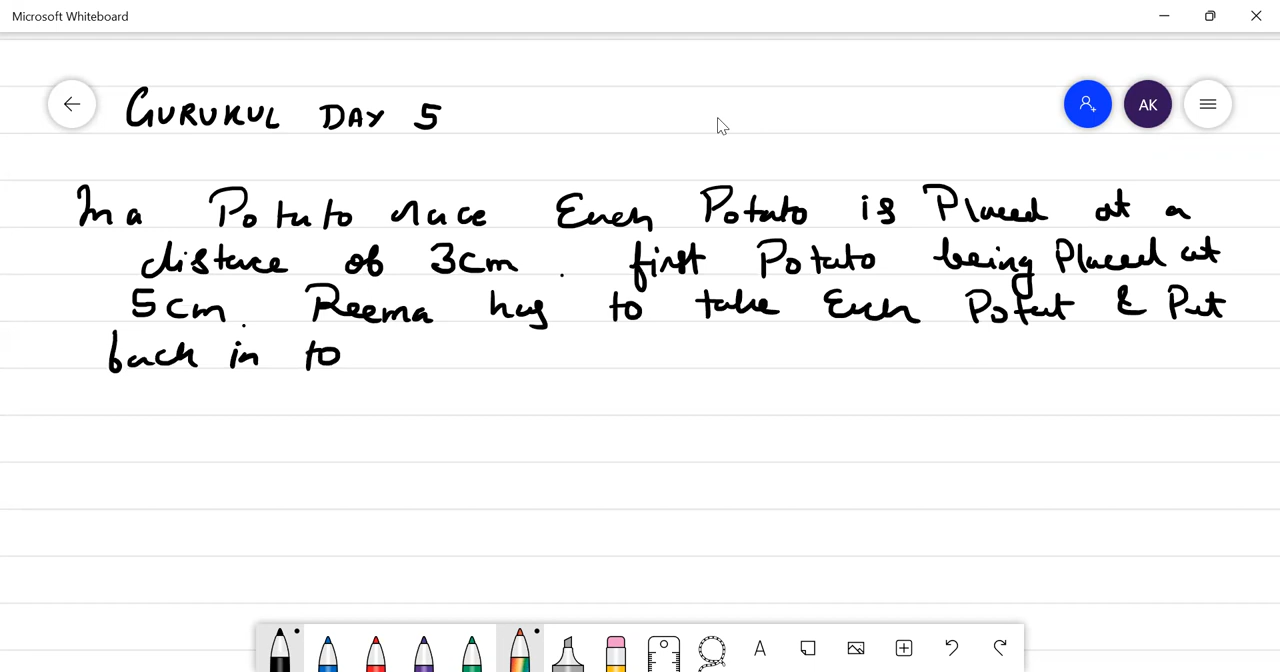 Microsoft Whiteboard
GURUKUL DAY 5
AK
In a Potato race Each Potato is Placed at a
distance of 3cm . first Potato being Placed at
5cm. Reema has to take Each Potat & Put
back in to
A